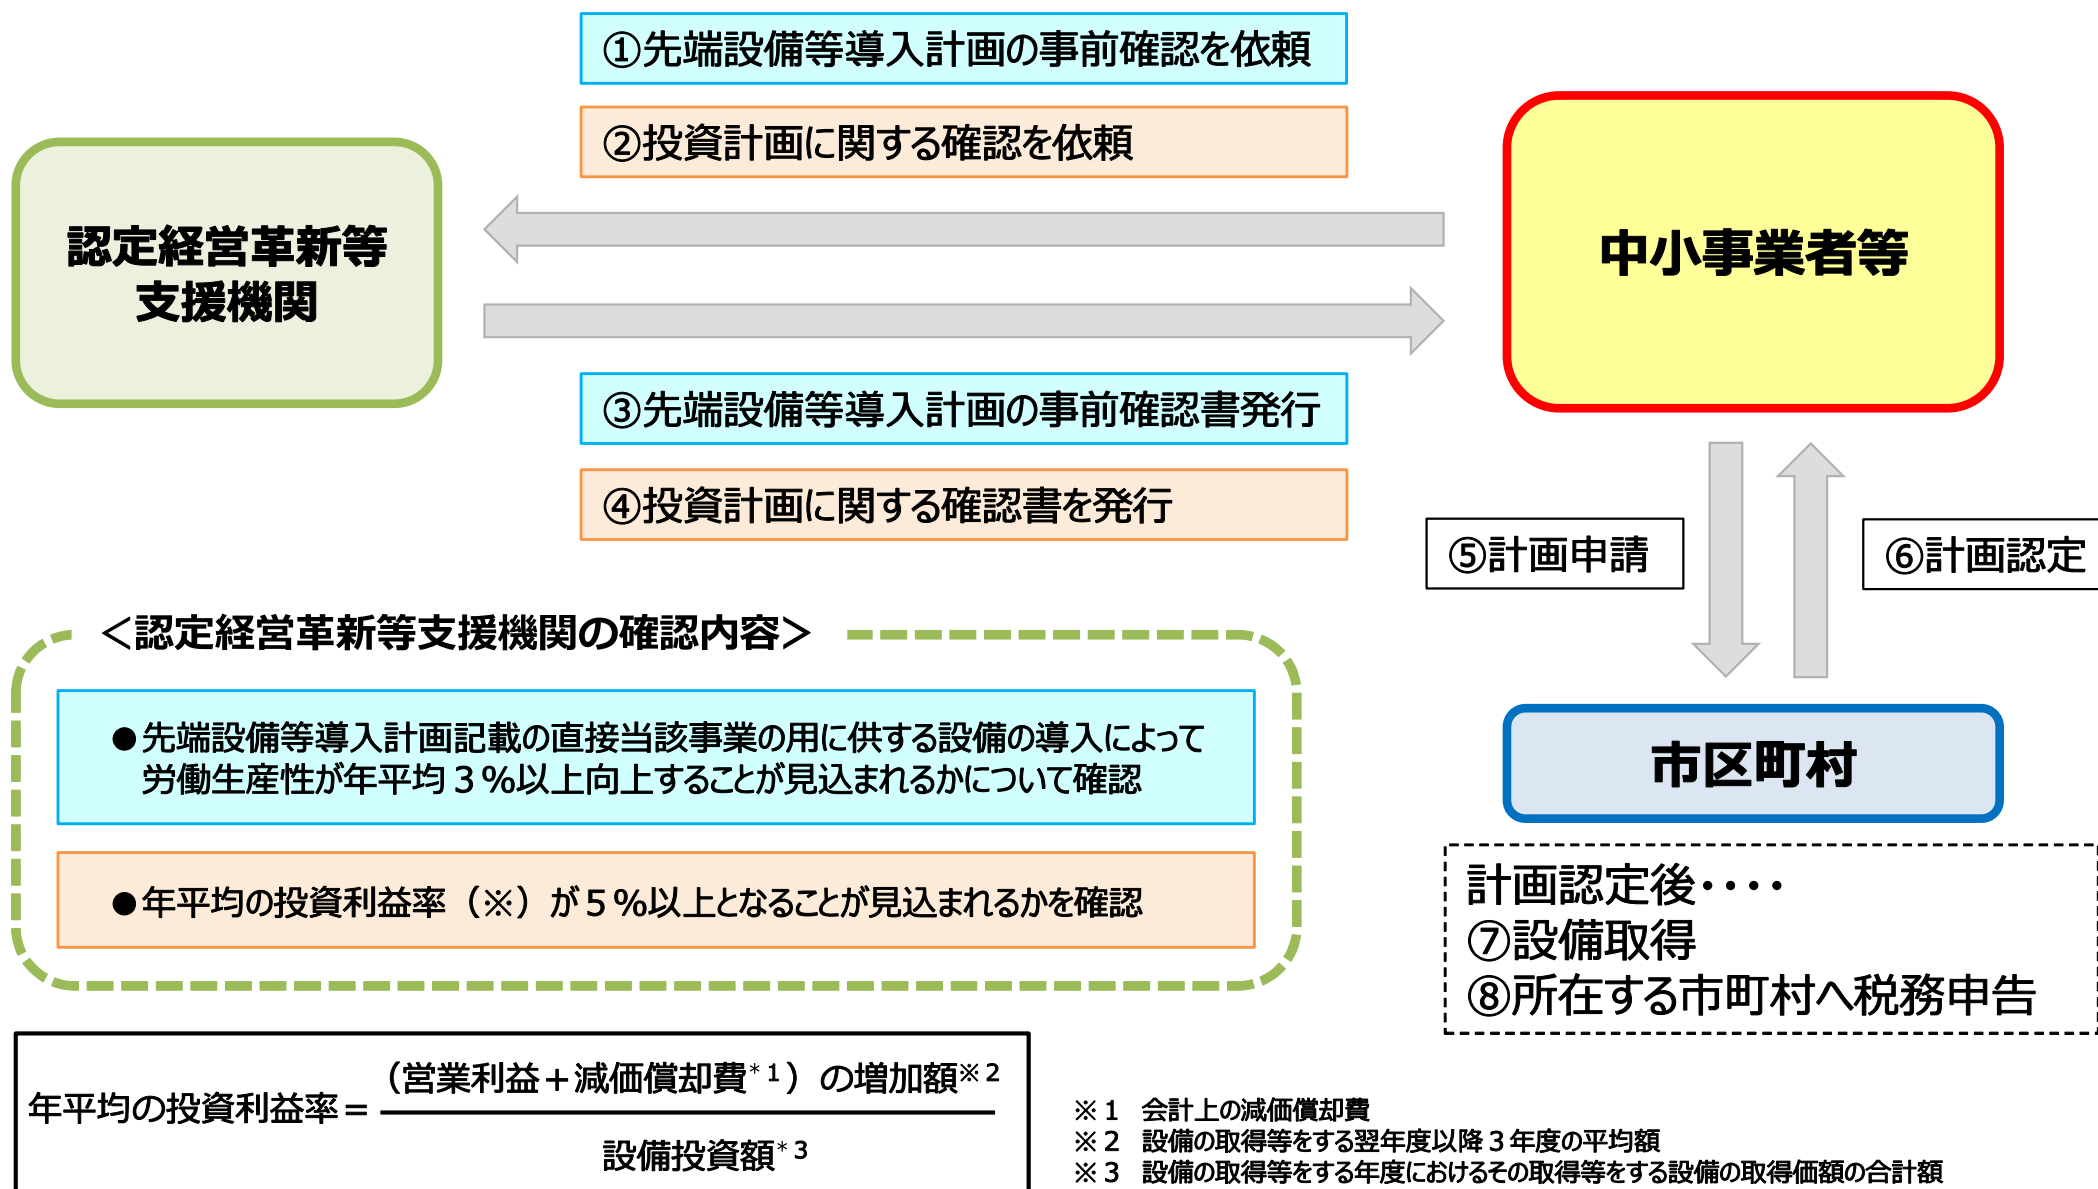 ①先端設備等導入計画の事前確認を依頼
②投資計画に関する確認を依頼
認定経営革新等
支援機関
中小事業者等
③先端設備等導入計画の事前確認書発行
④投資計画に関する確認書を発行
⑤計画申請
⑥計画認定
＜認定経営革新等支援機関の確認内容＞
●先端設備等導入計画記載の直接当該事業の用に供する設備の導入によって
労働生産性が年平均３％以上向上することが見込まれるかについて確認
●年平均の投資利益率（※）が５％以上となることが見込まれるかを確認
市区町村
計画認定後・・・・
⑦設備取得
⑧所在する市町村へ税務申告
年平均の投資利益率＝
（営業利益＋減価償却費＊１）の増加額※２
設備投資額＊３
※１　会計上の減価償却費
※２　設備の取得等をする翌年度以降３年度の平均額
※３　設備の取得等をする年度におけるその取得等をする設備の取得価額の合計額